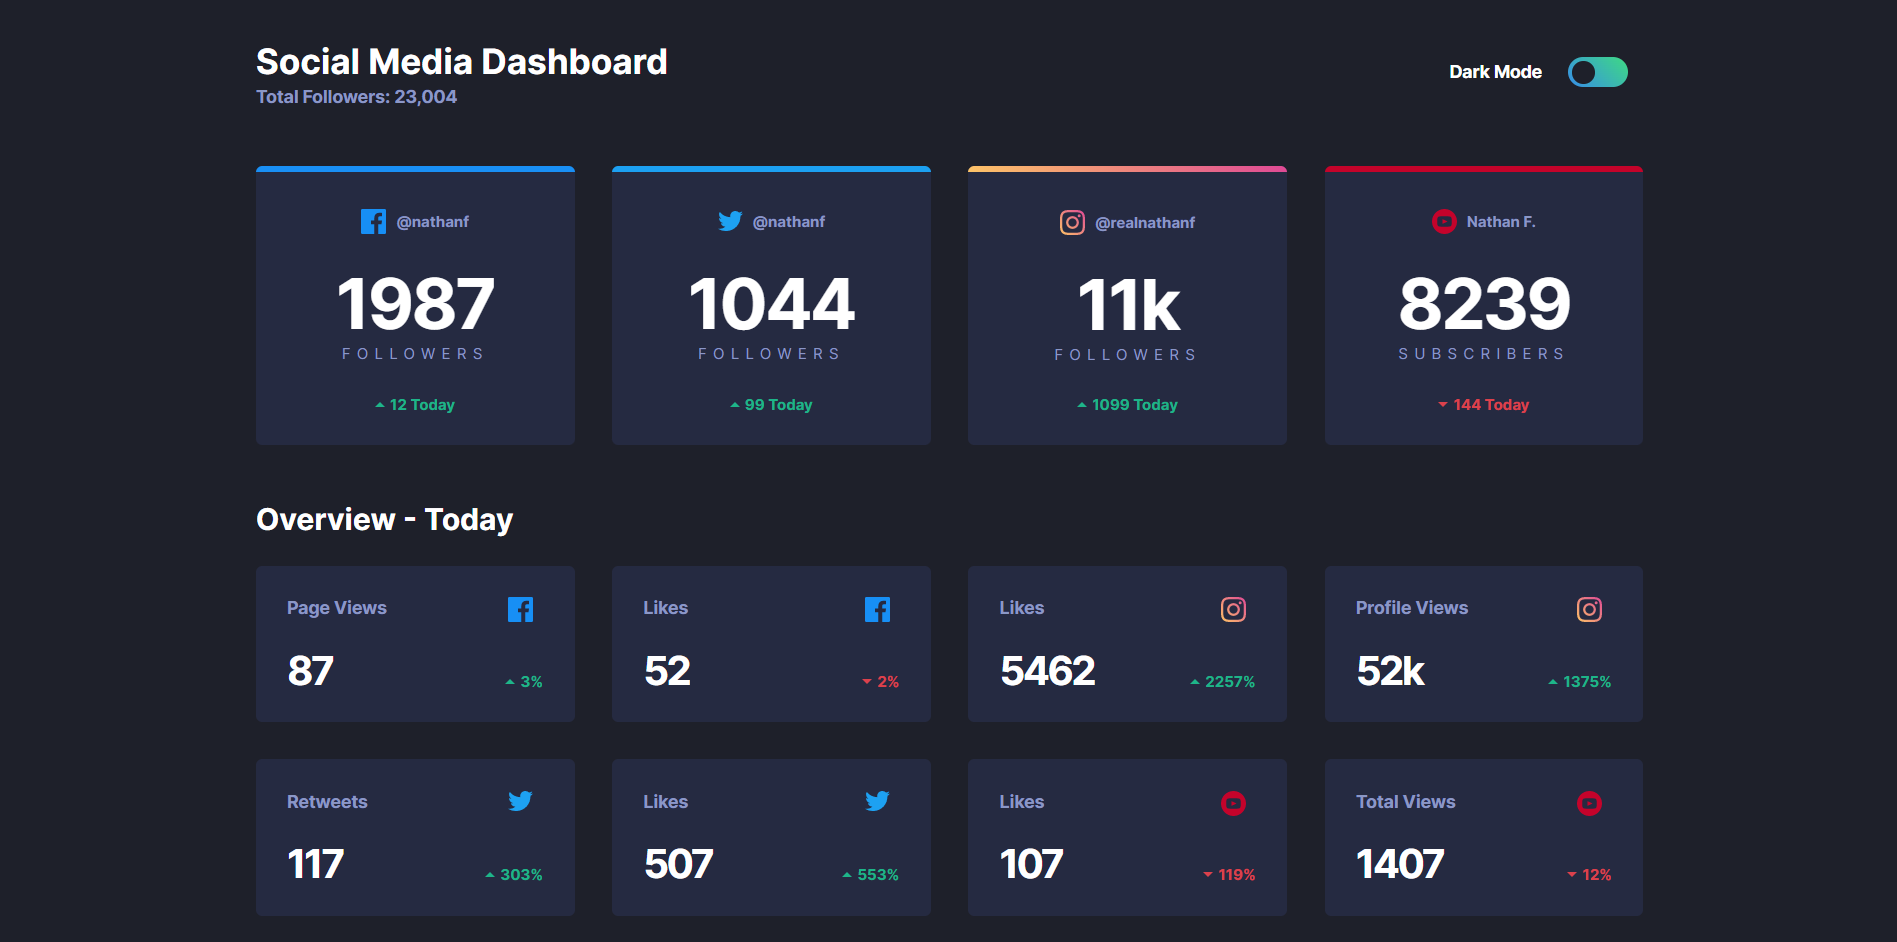 Social Media Dashboard
Total Followers: 23,004
Dark Mode
@nathanf
1987
FOLLOWERS
12 Today
@nathanf
1044
FOLLOWERS
99 Today
@realnathanf
11k
FOLLOWERS
1099 Today
Nathan F.
8239
SUBSCRIBERS
144 Today
Overview - Today
Page Views
87
3%
Likes
52
2%
Likes
5462
2257%
Profile Views
52k
1375%
Retweets
117
303%
Likes
507
553%
Likes
107
119%
Total Views
1407
12%